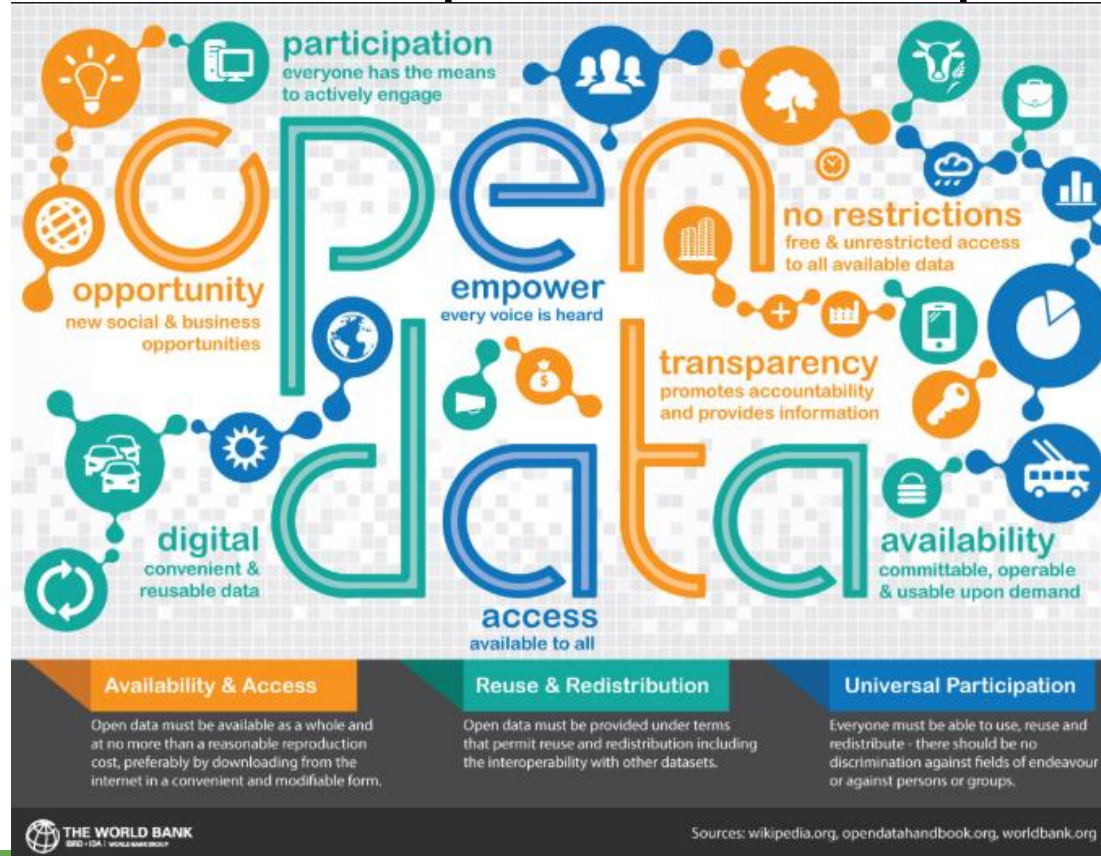 participation
everyone has the means
to actively engage
open
no restrictions
free & unrestricted access
to all available data
opportunity
new social & business
opportunities
empower
every voice is heard
$
transparency
promotes accountability
and provides information
data
digital
convenient &
reusable data
availability
committable, operable
& usable upon demand
access
available to all
Availability & Access
Open data must be available as a whole and
at no more than a reasonable reproduction
cost, preferably by downloading from the
internet in a convenient and modifiable form.
Reuse & Redistribution
Open data must be provided under terms
that permit reuse and redistribution including
the interoperability with other datasets.
Universal Participation
Everyone must be able to use, reuse and
redistribute - there should be no
discrimination against fields of endeavour
or against persons or groups.
THE WORLD BANK
IBRD • IDA | WORLD BANK GROUP
Sources: wikipedia.org, opendatahandbook.org, worldbank.org